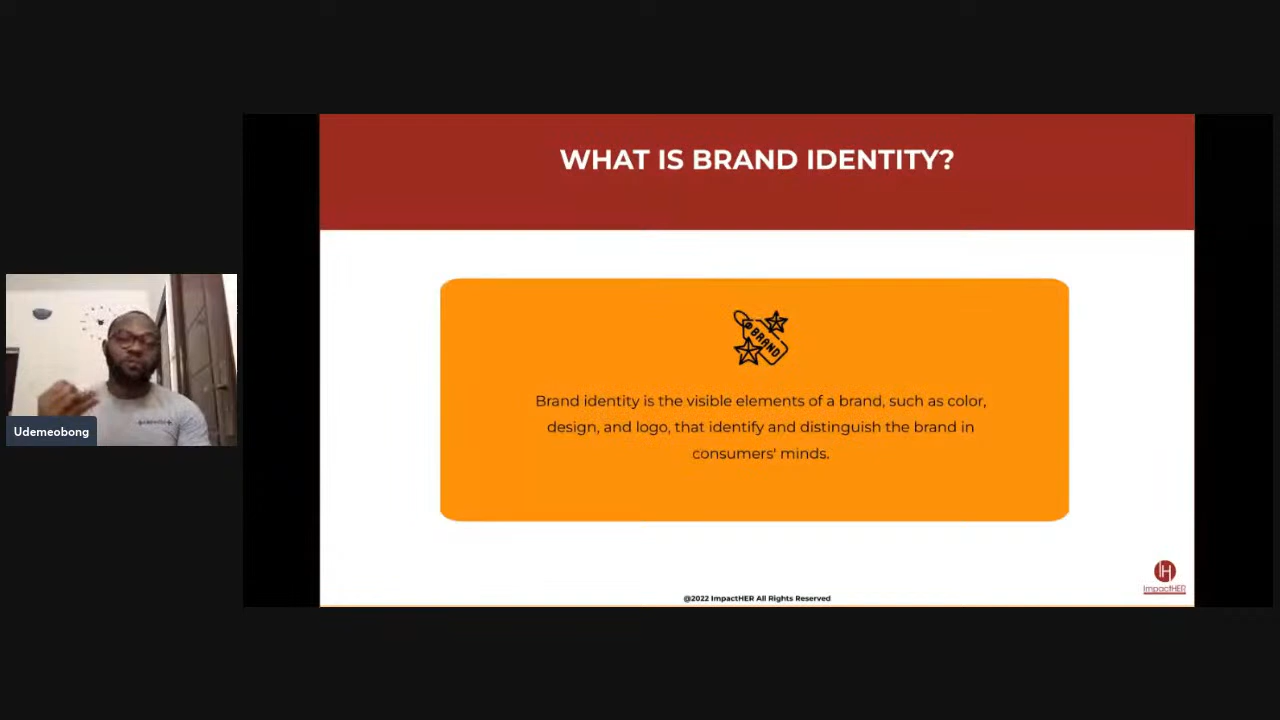 WHAT IS BRAND IDENTITY?
BRAND
Brand identity is the visible elements of a brand, such as color,
design, and logo, that identify and distinguish the brand in
consumers' minds.
Udemeobong
IH
ImpactHER
@2022 ImpactHER All Rights Reserved